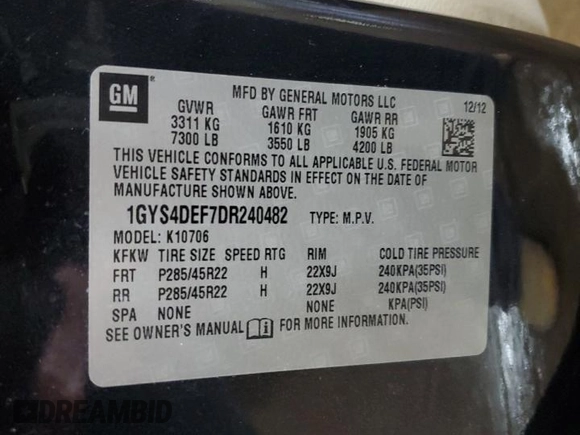 GM
MFD BY GENERAL MOTORS LLC
12/12
GVWR GAWR FRT GAWR RR
3311 KG 1610 KG 1905 KG
7300 LB 3550 LB 4200 LB
THIS VEHICLE CONFORMS TO ALL APPLICABLE U.S. FEDERAL MOTOR
VEHICLE SAFETY STANDARDS IN EFFECT ON THE DATE OF
MANUFACTURE SHOWN ABOVE.
1GYS4DEF7DR240482 TYPE: M.P.V.
MODEL: K10706
KFKW TIRE SIZE SPEED RTG RIM COLD TIRE PRESSURE
FRT P285/45R22 H 22X9J 240KPA(35PSI)
RR P285/45R22 H 22X9J 240KPA(35PSI)
SPA NONE NONE KPA(PSI)
SEE OWNER'S MANUAL FOR MORE INFORMATION.
DREAMBID